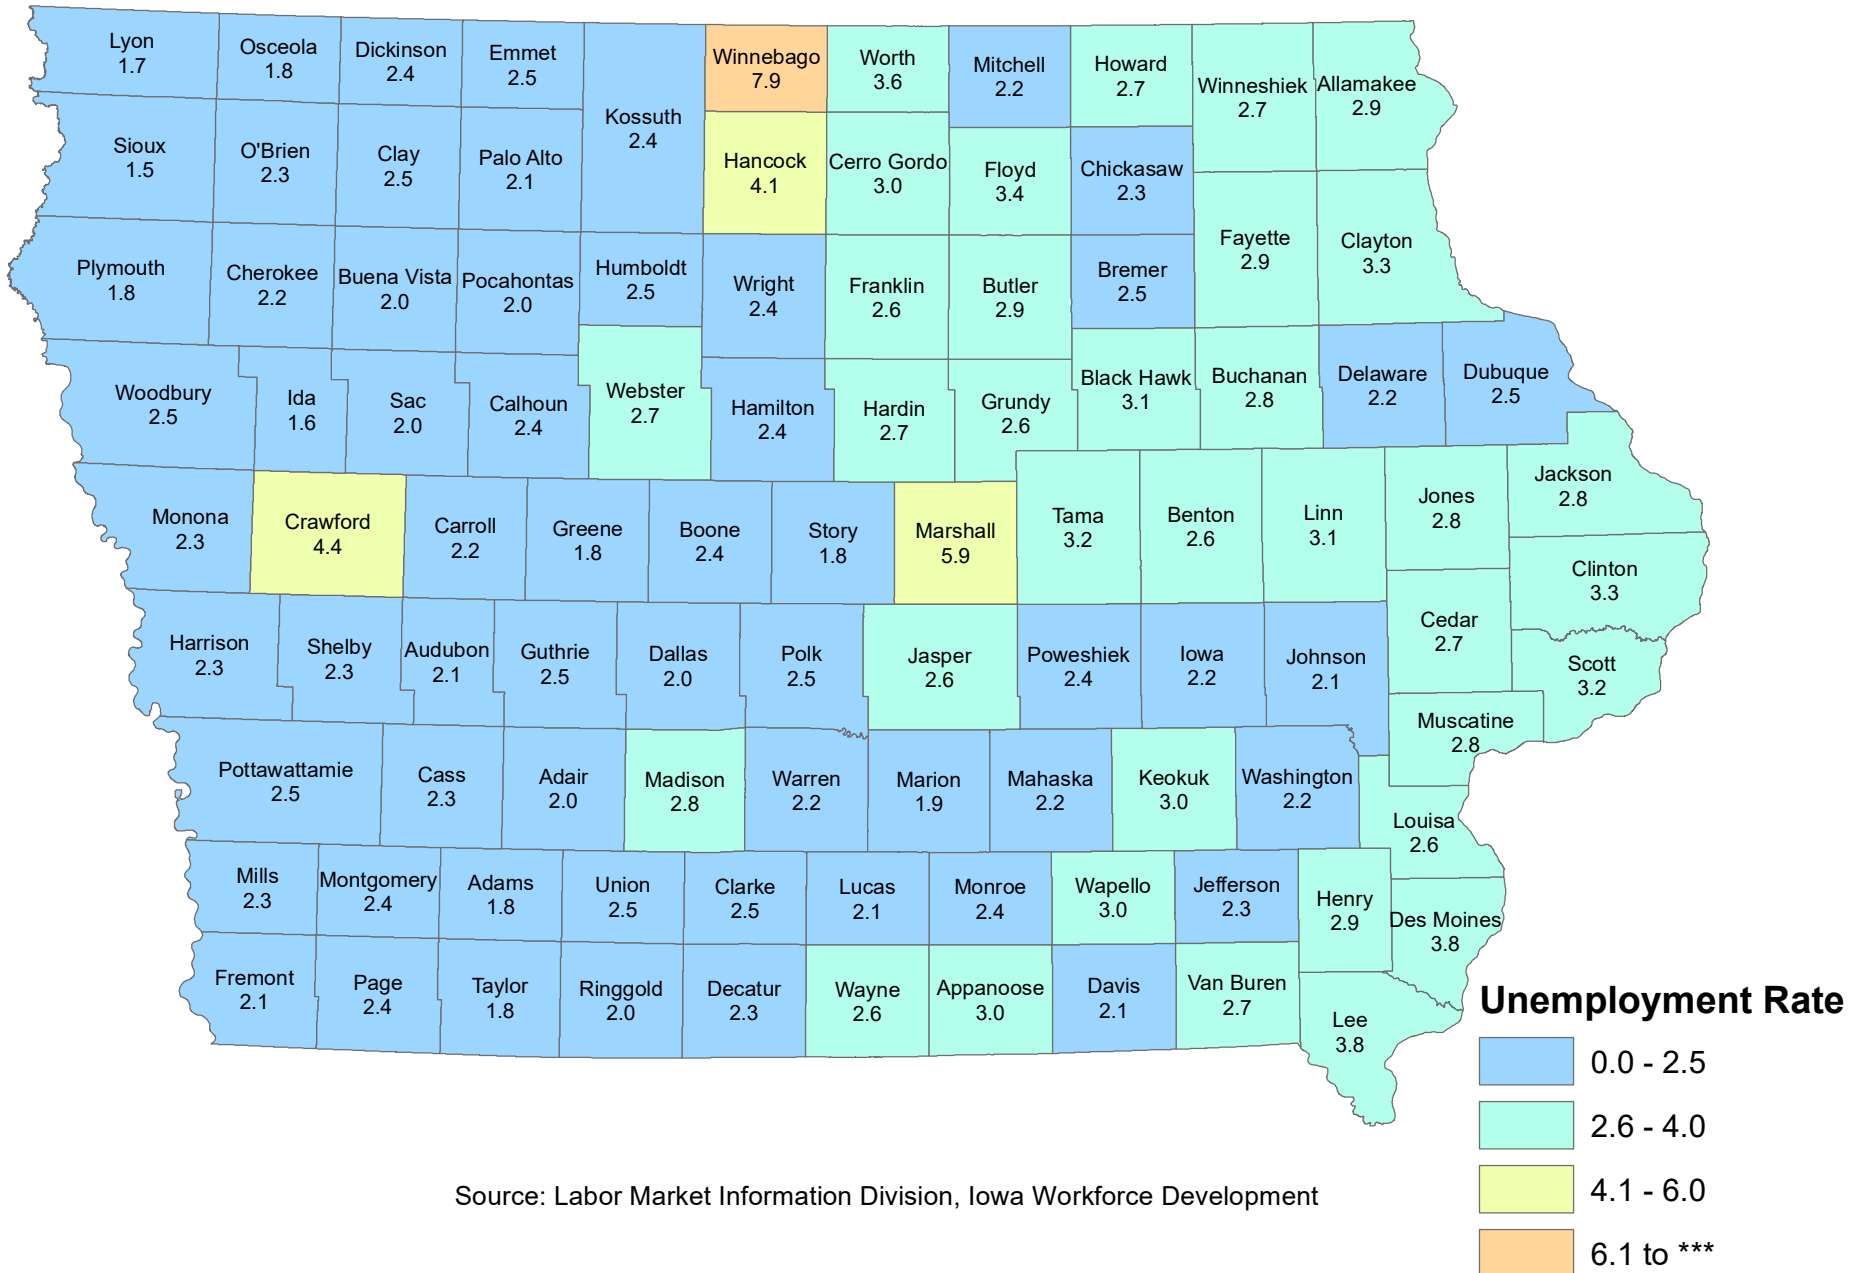 Lyon
1.7
Osceola
1.8
Dickinson
2.4
Emmet
2.5
Kossuth
2.4
Winnebago
7.9
Worth
3.6
Mitchell
2.2
Howard
2.7
Winneshiek
2.7
Allamakee
2.9
Sioux
1.5
O'Brien
2.3
Clay
2.5
Palo Alto
2.1
Hancock
4.1
Cerro Gordo
3.0
Floyd
3.4
Chickasaw
2.3
Fayette
2.9
Clayton
3.3
Plymouth
1.8
Cherokee
2.2
Buena Vista
2.0
Pocahontas
2.0
Humboldt
2.5
Wright
2.4
Franklin
2.6
Butler
2.9
Bremer
2.5
Woodbury
2.5
Ida
1.6
Sac
2.0
Calhoun
2.4
Webster
2.7
Hamilton
2.4
Hardin
2.7
Grundy
2.6
Black Hawk
3.1
Buchanan
2.8
Delaware
2.2
Dubuque
2.5
Monona
2.3
Crawford
4.4
Carroll
2.2
Greene
1.8
Boone
2.4
Story
1.8
Marshall
5.9
Tama
3.2
Benton
2.6
Linn
3.1
Jones
2.8
Jackson
2.8
Clinton
3.3
Harrison
2.3
Shelby
2.3
Audubon
2.1
Guthrie
2.5
Dallas
2.0
Polk
2.5
Jasper
2.6
Poweshiek
2.4
Iowa
2.2
Johnson
2.1
Cedar
2.7
Scott
3.2
Muscatine
2.8
Pottawattamie
2.5
Cass
2.3
Adair
2.0
Madison
2.8
Warren
2.2
Marion
1.9
Mahaska
2.2
Keokuk
3.0
Washington
2.2
Louisa
2.6
Mills
2.3
Montgomery
2.4
Adams
1.8
Union
2.5
Clarke
2.5
Lucas
2.1
Monroe
2.4
Wapello
3.0
Jefferson
2.3
Henry
2.9
Des Moines
3.8
Fremont
2.1
Page
2.4
Taylor
1.8
Ringgold
2.0
Decatur
2.3
Wayne
2.6
Appanoose
3.0
Davis
2.1
Van Buren
2.7
Lee
3.8
Unemployment Rate
0.0 - 2.5
2.6 - 4.0
4.1 - 6.0
6.1 to ***
Source: Labor Market Information Division, Iowa Workforce Development